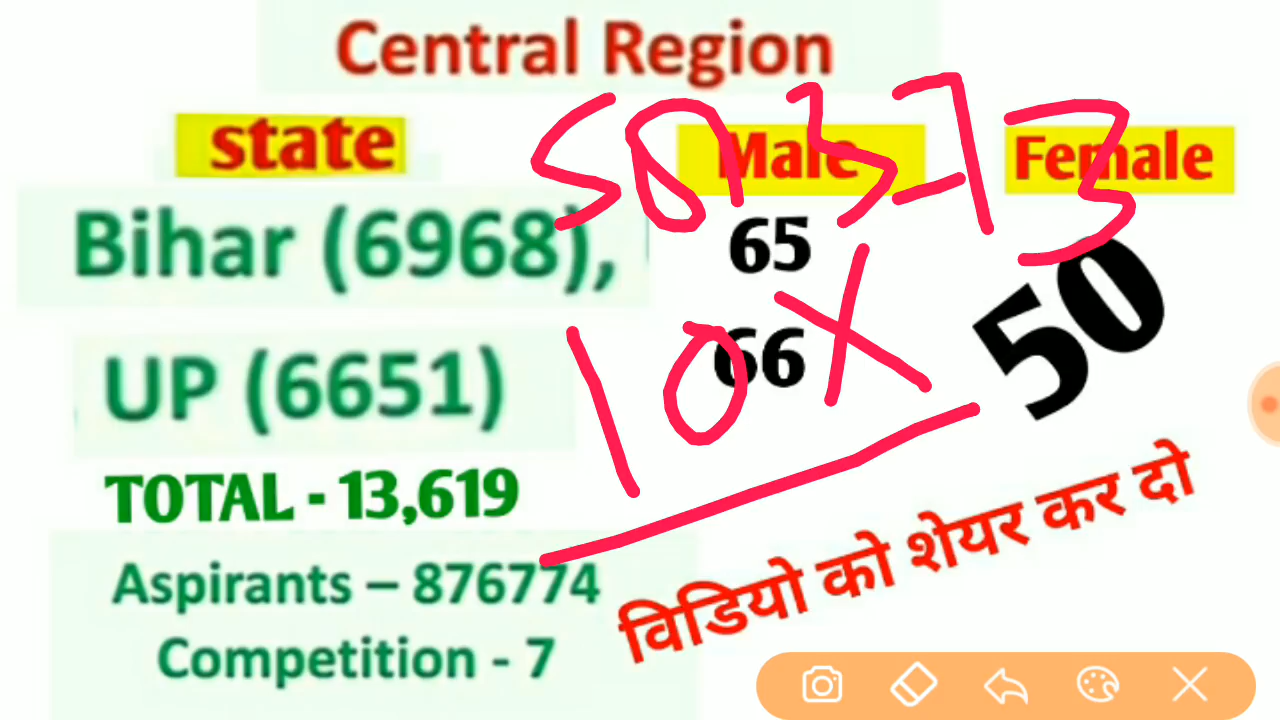 Central Region
state Male Female
Bihar (6968), 65
50
UP (6651) 66
10X
TOTAL - 13,619
Aspirants – 876774
Competition - 7
विडियो को शेयर कर दो